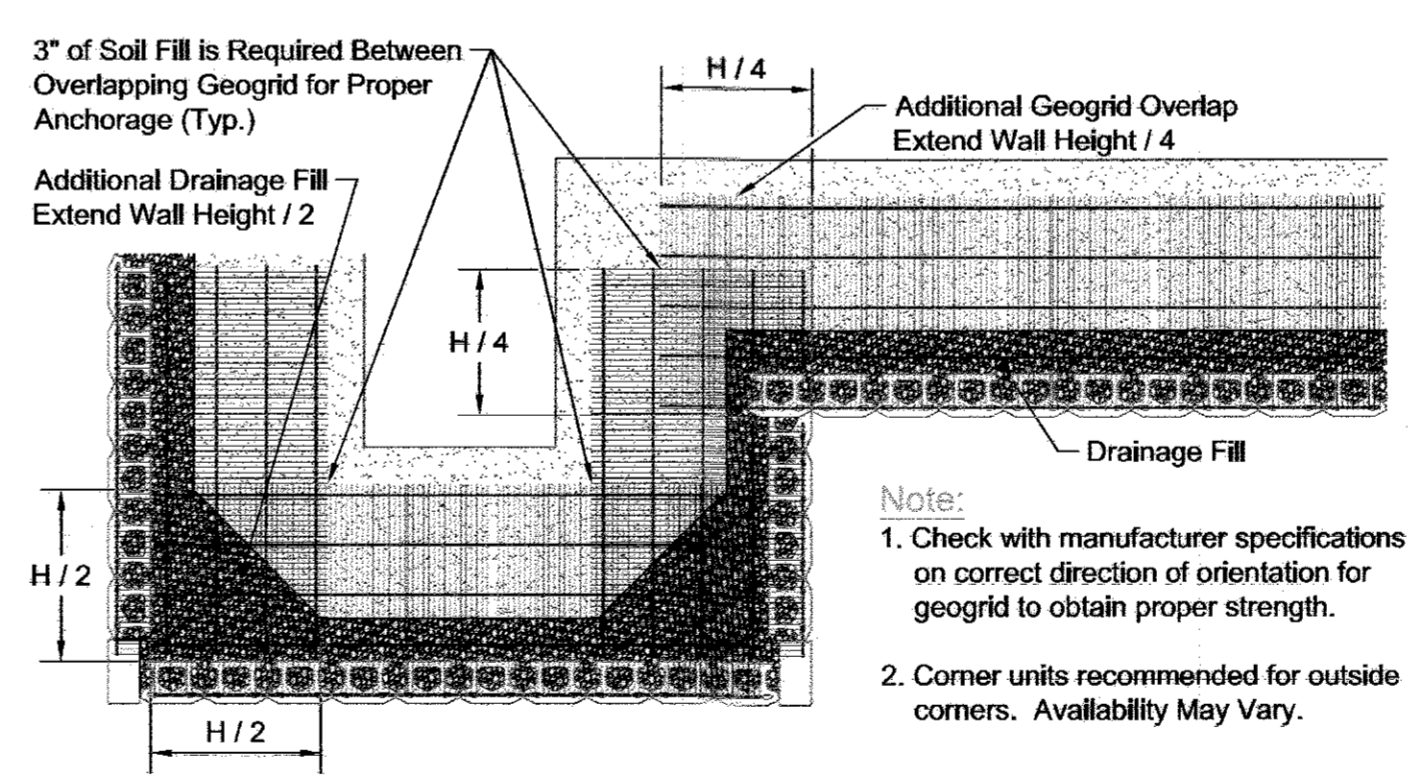 3" of Soil Fill is Required Between
Overlapping Geogrid for Proper
Anchorage (Typ.)
H / 4
Additional Geogrid Overlap
Extend Wall Height / 4
Additional Drainage Fill
Extend Wall Height / 2
H / 4
Drainage Fill
H / 2
H / 2
Note:
1. Check with manufacturer specifications
on correct direction of orientation for
geogrid to obtain proper strength.
2. Corner units recommended for outside
corners. Availability May Vary.